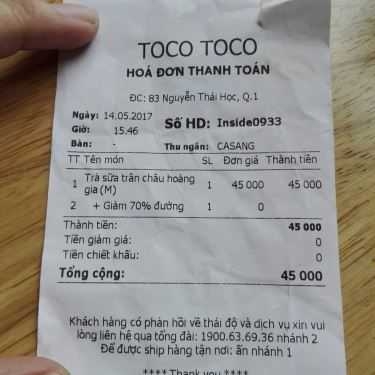 TOCO TOCO
HOÁ ĐƠN THANH TOÁN
ĐC: 83 Nguyễn Thái Học, Q.1
Ngày: 14.05.2017 Số HD: Inside0933
Giờ: 15.46
Bàn: - Thu ngân: CASANG
TT Tên món SL Đơn giá Thành tiền
1 Trà sữa trân châu hoàng gia (M) 1 45 000 45 000
2 + Giảm 70% đường 1 0
Thành tiền: 45 000
Tiền giảm giá: 0
Tiền chiết khấu: 0
Tổng cộng: 45 000
Khách hàng có phản hồi về thái độ và dịch vụ xin vui
lòng liên hệ qua tổng đài: 1900.63.69.36 nhánh 2
Để được ship hàng tận nơi: ấn nhánh 1
**** Thank you ****